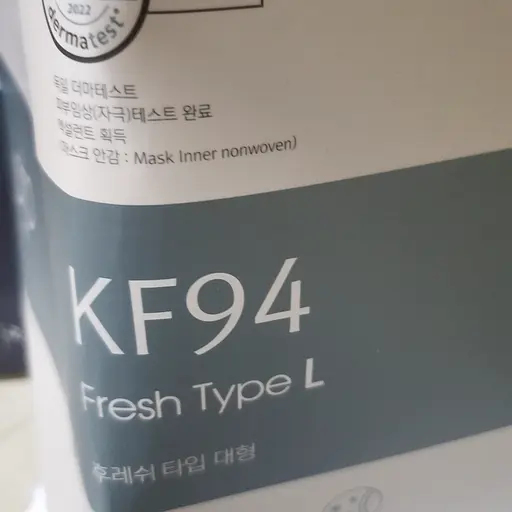 2022
dermatest®
독일 더마테스트
피부임상(자극)테스트 완료
엑설런트 획득
(마스크 안감 : Mask Inner nonwoven)
KF94
Fresh Type L
후레쉬 타입 대형